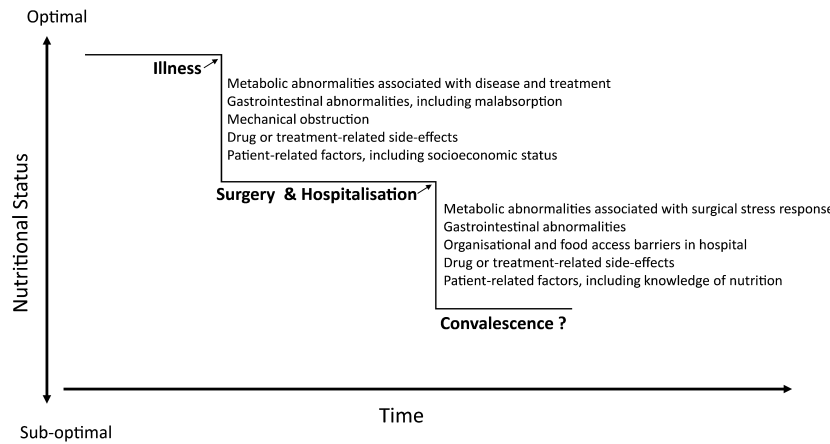 Optimal
Illness
Metabolic abnormalities associated with disease and treatment
Gastrointestinal abnormalities, including malabsorption
Mechanical obstruction
Drug or treatment-related side-effects
Patient-related factors, including socioeconomic status
Surgery & Hospitalisation
Metabolic abnormalities associated with surgical stress response
Gastrointestinal abnormalities
Organisational and food access barriers in hospital
Drug or treatment-related side-effects
Patient-related factors, including knowledge of nutrition
Convalescence ?
Nutritional Status
Time
Sub-optimal